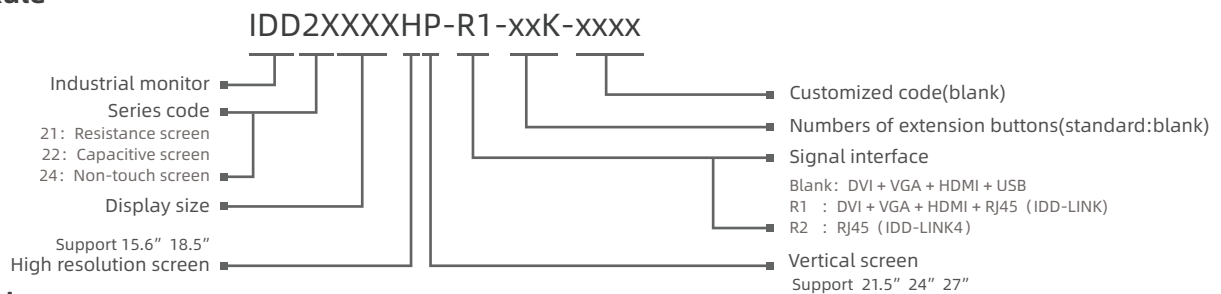 IDD2XXXXHP-R1-xxK-xxxx
Industrial monitor
Series code
21: Resistance screen
22: Capacitive screen
24: Non-touch screen
Display size
Support 15.6" 18.5"
High resolution screen
Customized code(blank)
Numbers of extension buttons(standard:blank)
Signal interface
Blank: DVI + VGA + HDMI + USB
R1 : DVI + VGA + HDMI + RJ45 (IDD-LINK)
R2 : RJ45 (IDD-LINK4)
Vertical screen
Support 21.5" 24" 27"